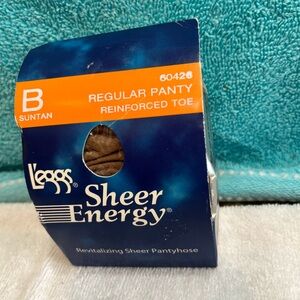 60426
B
SUNTAN
REGULAR PANTY
REINFORCED TOE
L'eggs
Sheer
Energy®
Revitalizing Sheer Pantyhose